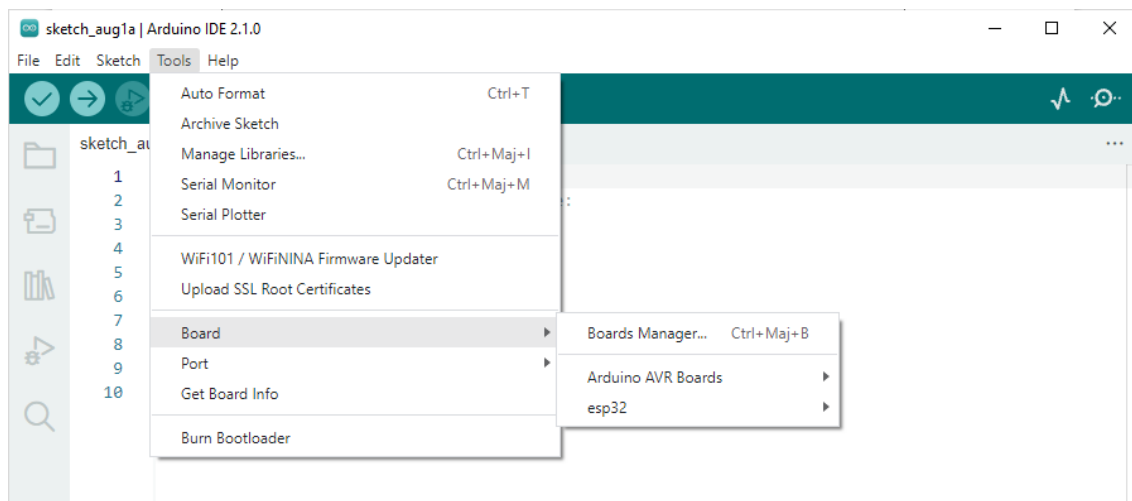 sketch_aug1a | Arduino IDE 2.1.0
File Edit Sketch Tools Help
sketch_au
Auto Format Ctrl+T
Archive Sketch
Manage Libraries... Ctrl+Maj+I
Serial Monitor Ctrl+Maj+M
Serial Plotter
WiFi101 / WiFiNINA Firmware Updater
Upload SSL Root Certificates
Board
Port
Get Board Info
Burn Bootloader
Boards Manager... Ctrl+Maj+B
Arduino AVR Boards
esp32
1
2
:
3
4
5
6
7
8
9
10